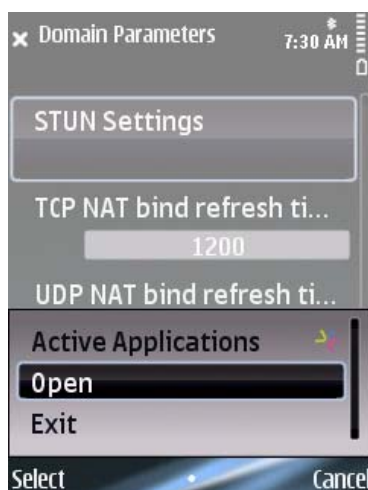 Domain Parameters
7:30 AM
STUN Settings
TCP NAT bind refresh ti...
1200
UDP NAT bind refresh ti...
Active Applications
Open
Exit
Select
Cancel